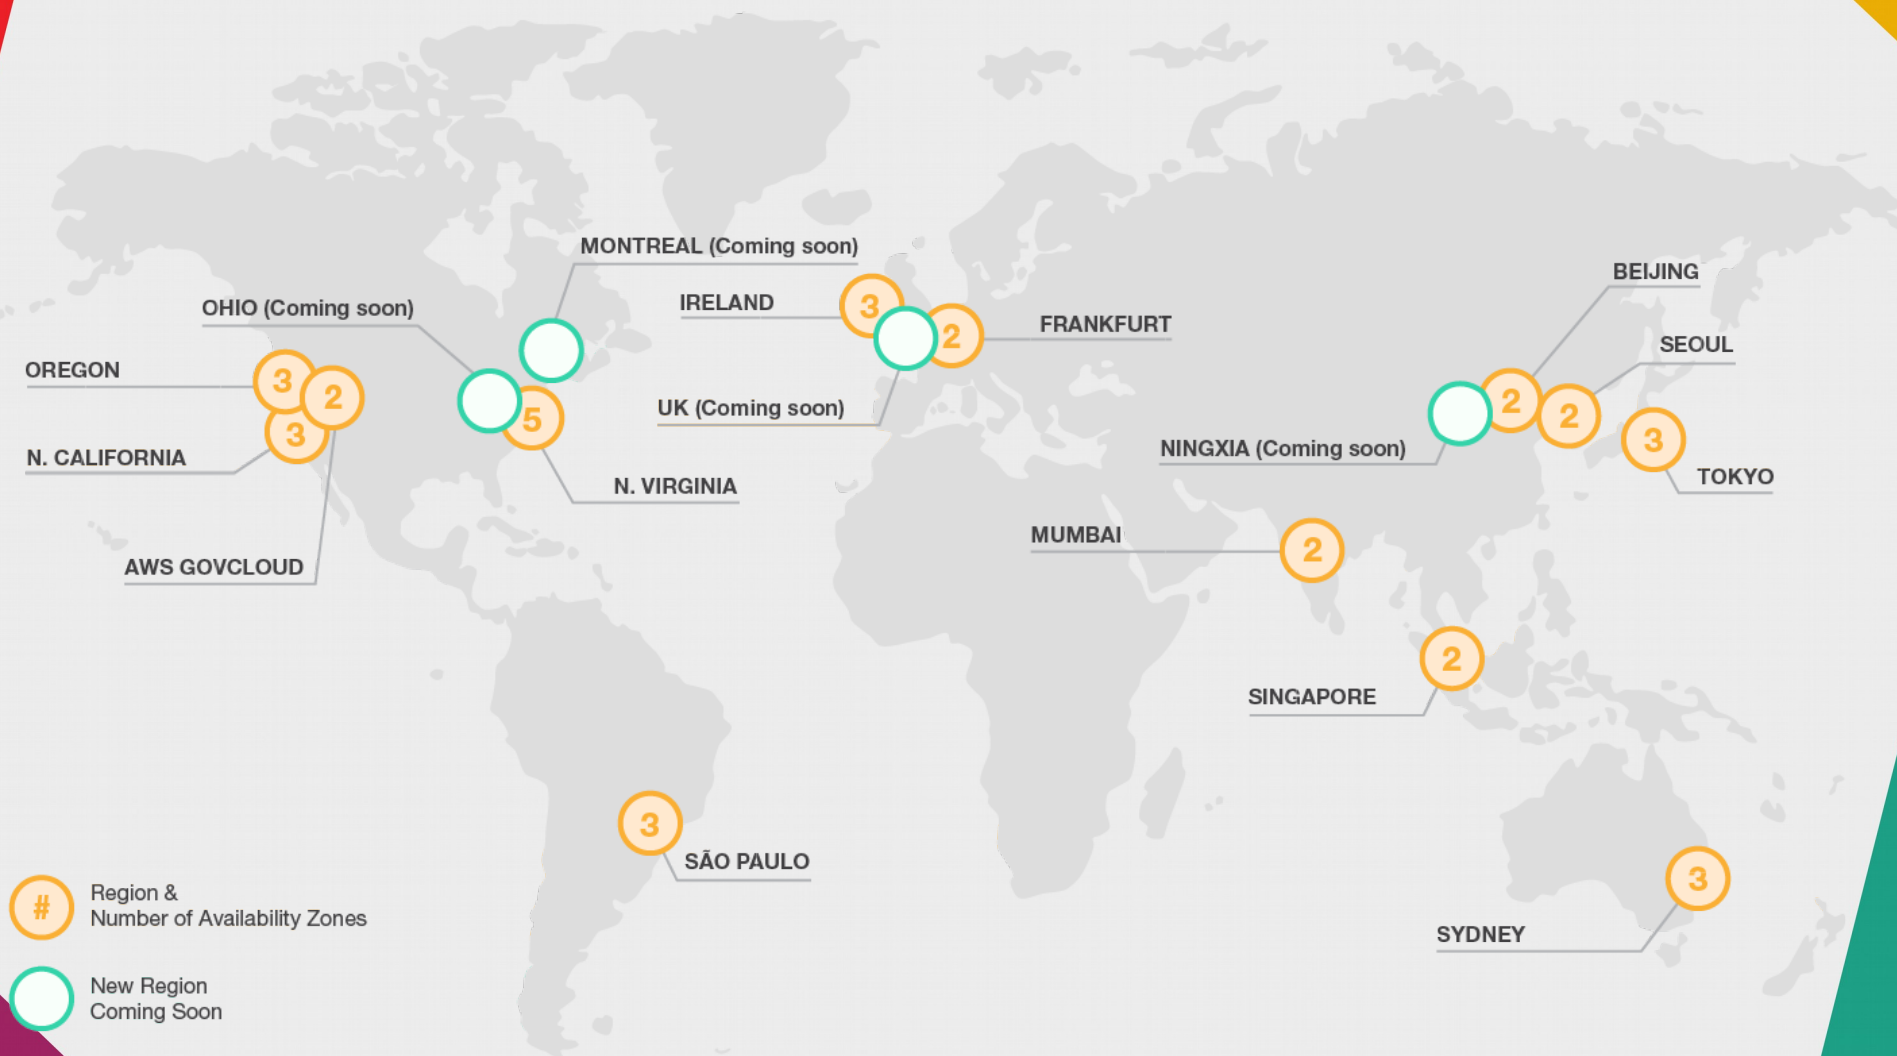 MONTREAL (Coming soon)
OHIO (Coming soon)
IRELAND
3
FRANKFURT
2
BEIJING
SEOUL
OREGON
3
2
N. CALIFORNIA
3
5
UK (Coming soon)
N. VIRGINIA
NINGXIA (Coming soon)
2
2
3
TOKYO
AWS GOVCLOUD
MUMBAI
2
2
SINGAPORE
3
SÃO PAULO
3
SYDNEY
#
Region &
Number of Availability Zones
New Region
Coming Soon